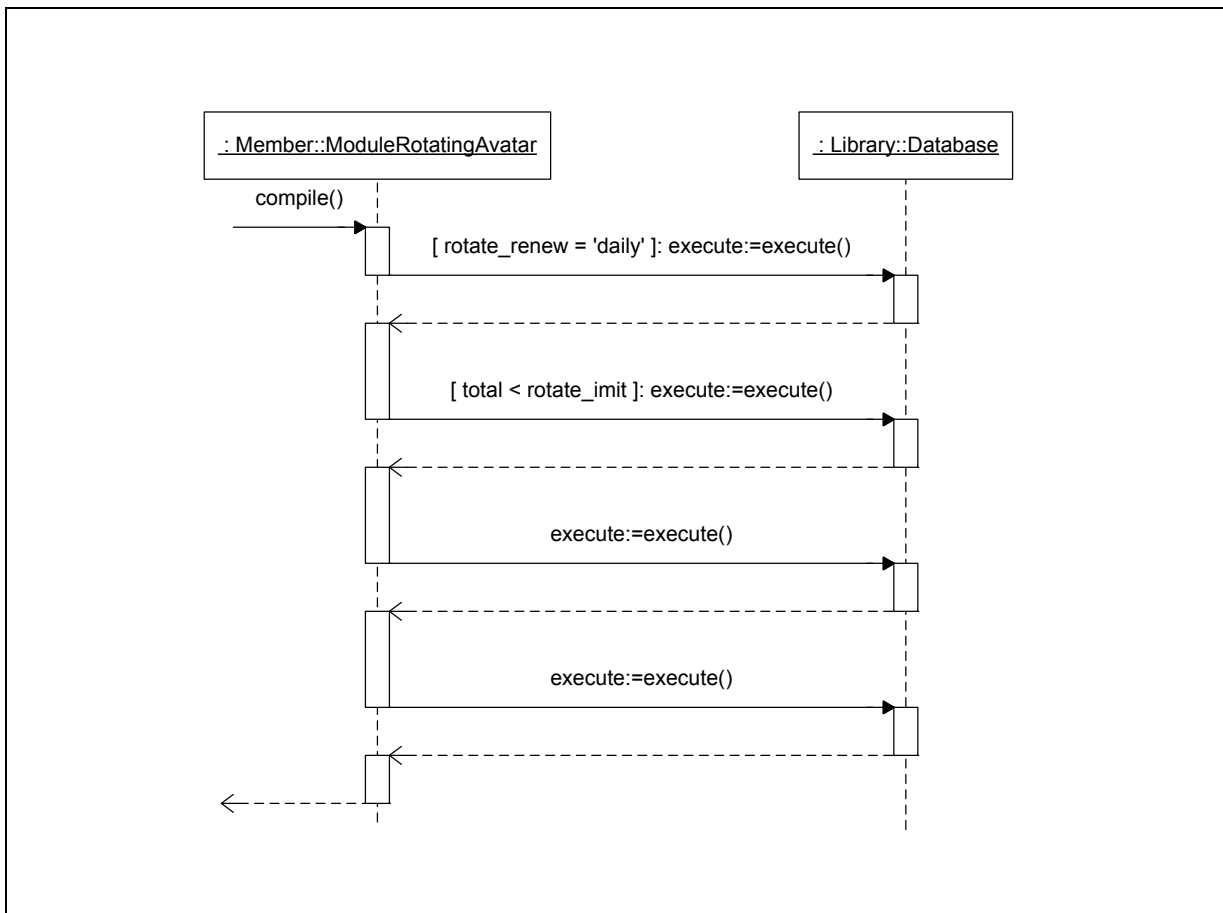 : Member::ModuleRotatingAvatar
: Library::Database
compile()
[ rotate_renew = 'daily' ]: execute:=execute()
[ total < rotate_imit ]: execute:=execute()
execute:=execute()
execute:=execute()